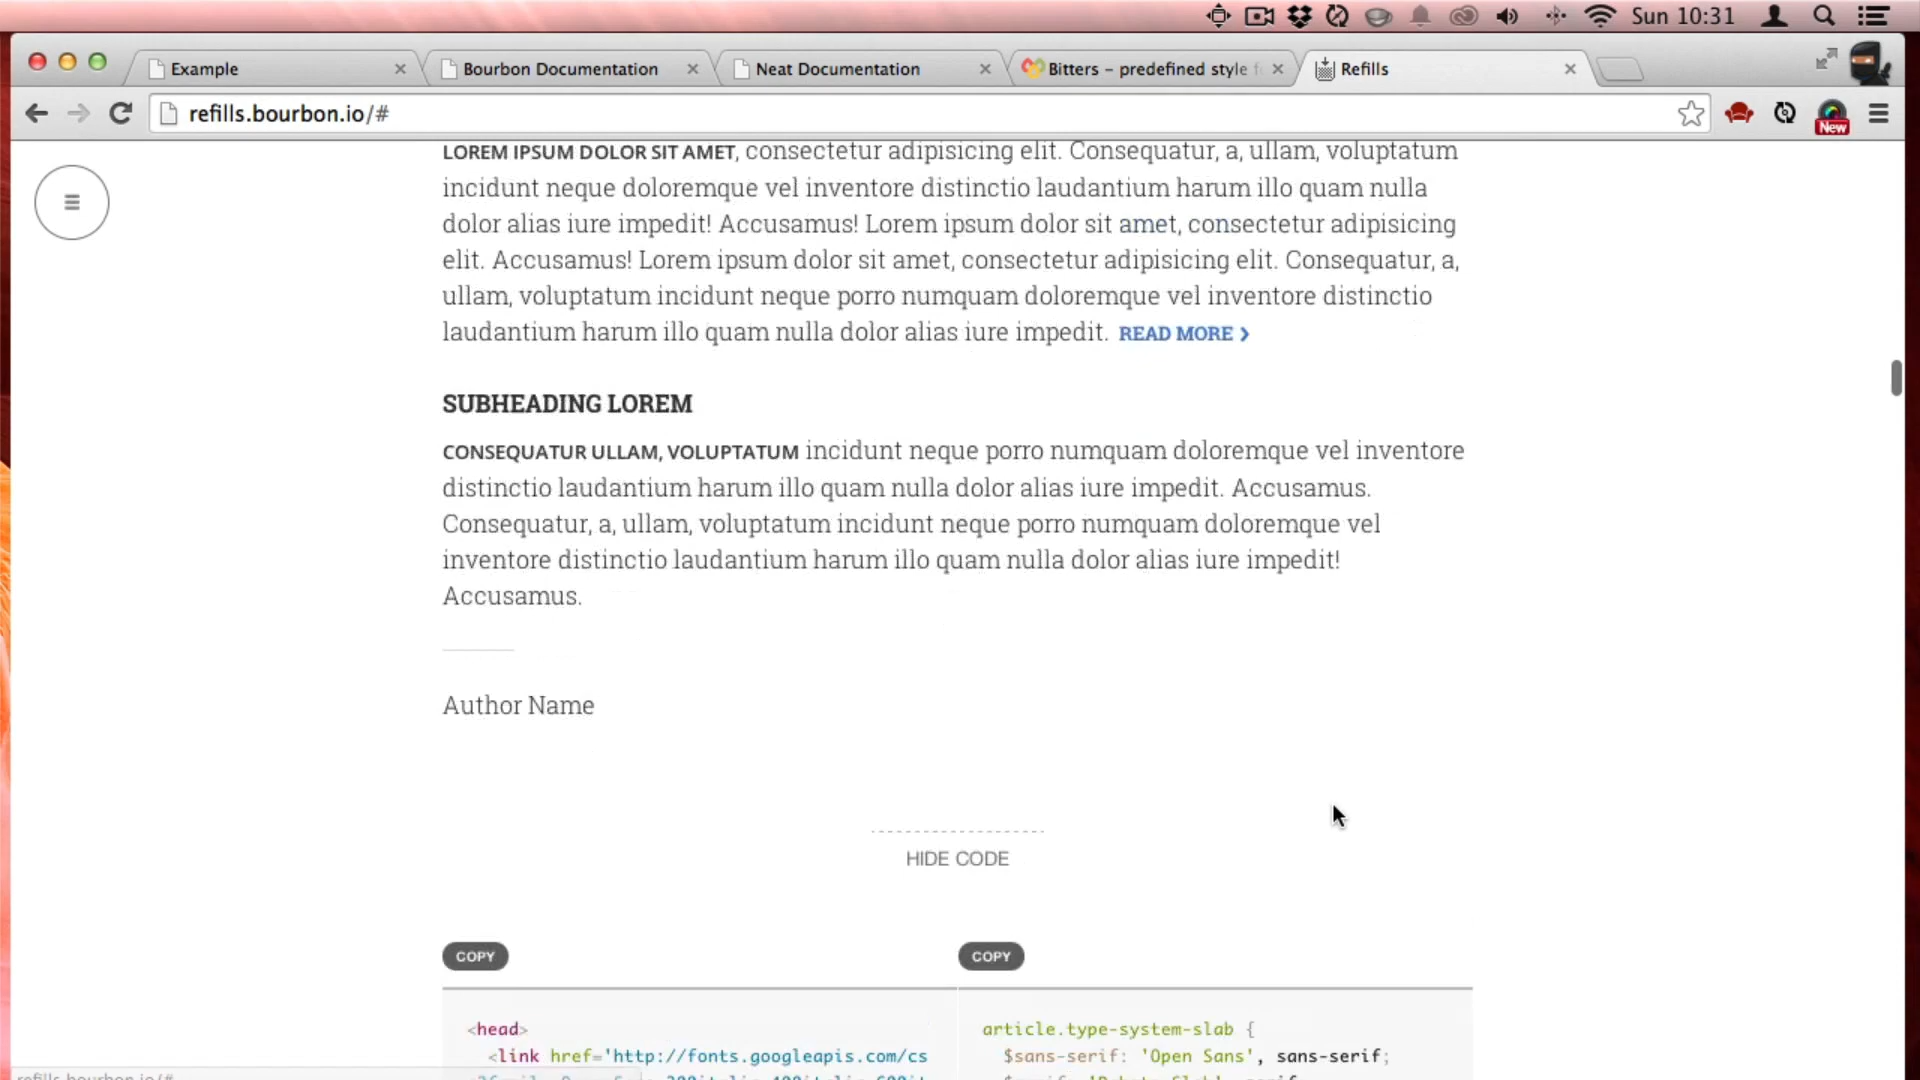 Sun 10:31
Example
Bourbon Documentation
Neat Documentation
Bitters – predefined style
Refills
refills.bourbon.io/#
New
LOREM IPSUM DOLOR SIT AMET, consectetur adipisicing elit. Consequatur, a, ullam, voluptatum
incidunt neque doloremque vel inventore distinctio laudantium harum illo quam nulla
dolor alias iure impedit! Accusamus! Lorem ipsum dolor sit amet, consectetur adipisicing
elit. Accusamus! Lorem ipsum dolor sit amet, consectetur adipisicing elit. Consequatur, a,
ullam, voluptatum incidunt neque porro numquam doloremque vel inventore distinctio
laudantium harum illo quam nulla dolor alias iure impedit. READ MORE ❯
SUBHEADING LOREM
CONSEQUATUR ULLAM, VOLUPTATUM incidunt neque porro numquam doloremque vel inventore
distinctio laudantium harum illo quam nulla dolor alias iure impedit. Accusamus.
Consequatur, a, ullam, voluptatum incidunt neque porro numquam doloremque vel
inventore distinctio laudantium harum illo quam nulla dolor alias iure impedit!
Accusamus.
Author Name
HIDE CODE
COPY
<head>
<link href='http://fonts.googleapis.com/cs
COPY
article.type-system-slab {
$sans-serif: 'Open Sans', sans-serif;
refills.bourbon.io/#